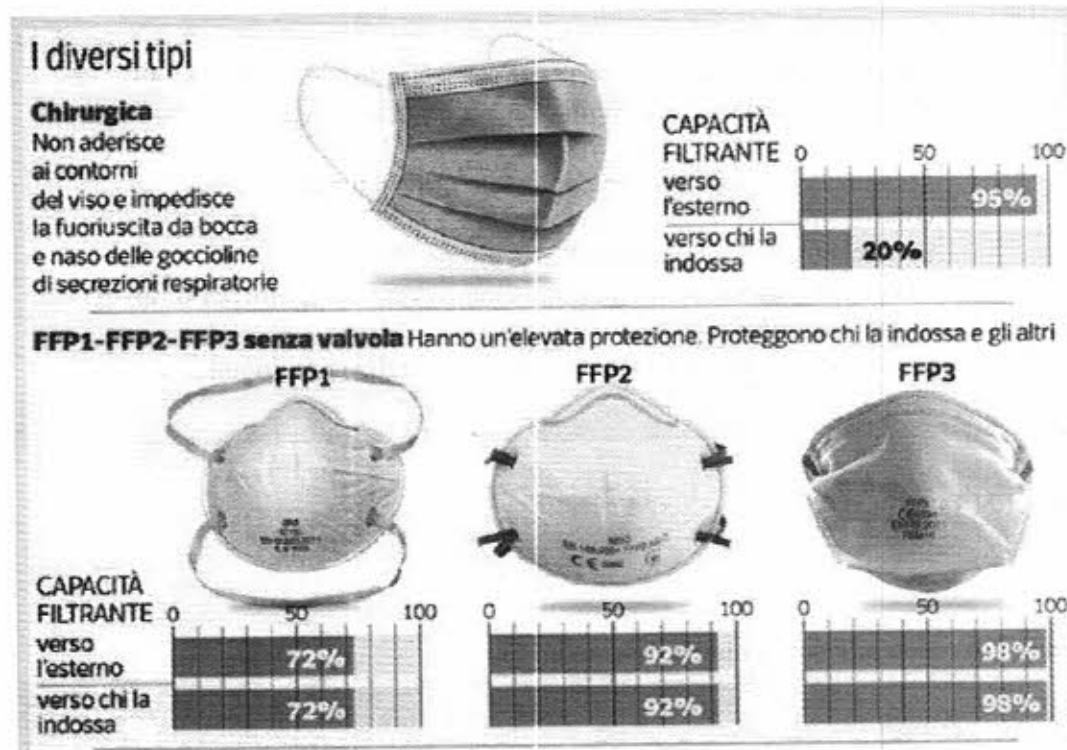 I diversi tipi
Chirurgica
Non aderisce
ai contorni
del viso e impedisce
la fuoriuscita da bocca
e naso delle goccioline
di secrezioni respiratorie
CAPACITÀ
FILTRANTE
0 50 100
verso
l'esterno
95%
verso chi la
indossa
20%
FFP1-FFP2-FFP3 senza valvola Hanno un'elevata protezione. Proteggono chi la indossa e gli altri
FFP1 FFP2 FFP3
CAPACITÀ
FILTRANTE
0 50 100 0 50 100 0 50 100
verso
l'esterno
72% 92% 98%
verso chi la
indossa
72% 92% 98%